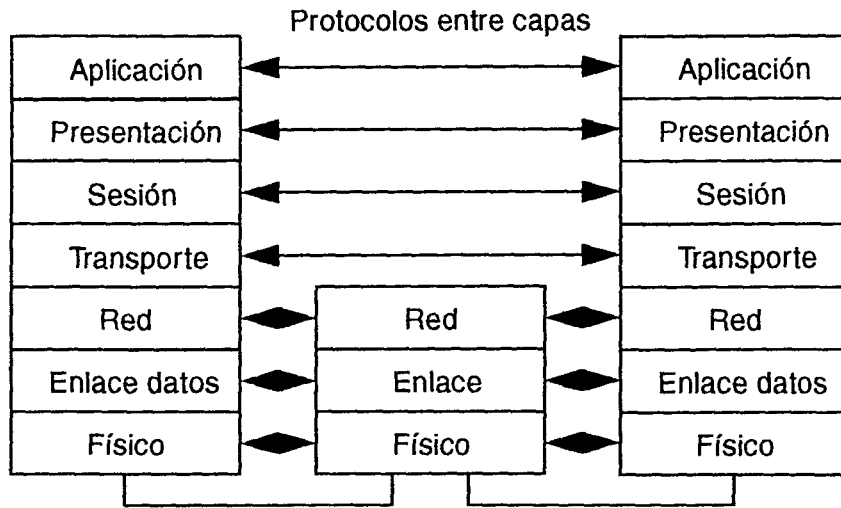 Protocolos entre capas
Aplicación Aplicación
Presentación Presentación
Sesión Sesión
Transporte Transporte
Red Red Red
Enlace datos Enlace Enlace datos
Físico Físico Físico